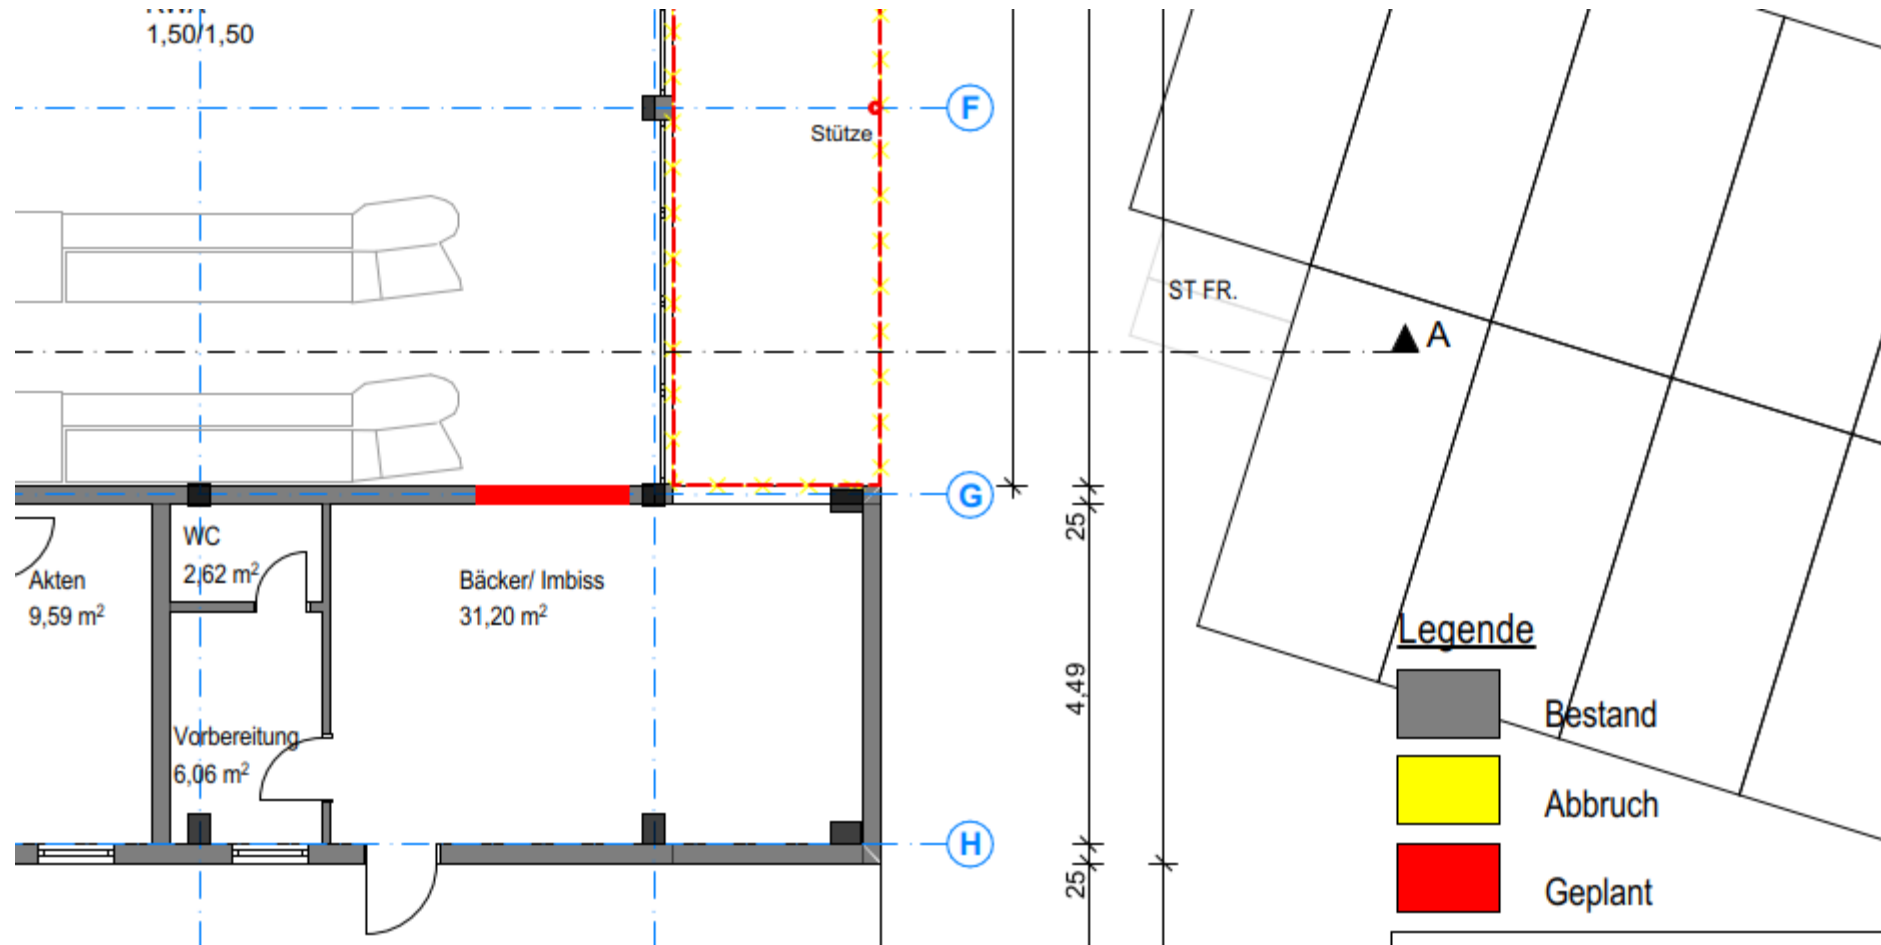 1,50/1,50
F
Stütze
ST FR.
A
G
25
WC
2,62 m²
Akten
9,59 m²
Bäcker/ Imbiss
31,20 m²
Legende
4,49
Bestand
Vorbereitung
6,06 m²
Abbruch
H
25
Geplant